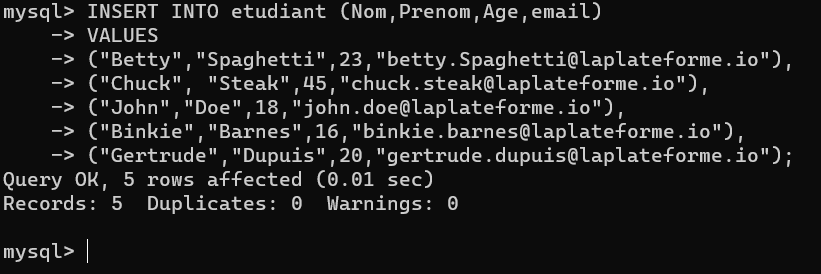 mysql> INSERT INTO etudiant (Nom,Prenom,Age,email)
    -> VALUES
    -> ("Betty","Spaghetti",23,"betty.Spaghetti@laplateforme.io"),
    -> ("Chuck", "Steak",45,"chuck.steak@laplateforme.io"),
    -> ("John","Doe",18,"john.doe@laplateforme.io"),
    -> ("Binkie","Barnes",16,"binkie.barnes@laplateforme.io"),
    -> ("Gertrude","Dupuis",20,"gertrude.dupuis@laplateforme.io");
Query OK, 5 rows affected (0.01 sec)
Records: 5  Duplicates: 0  Warnings: 0
mysql>